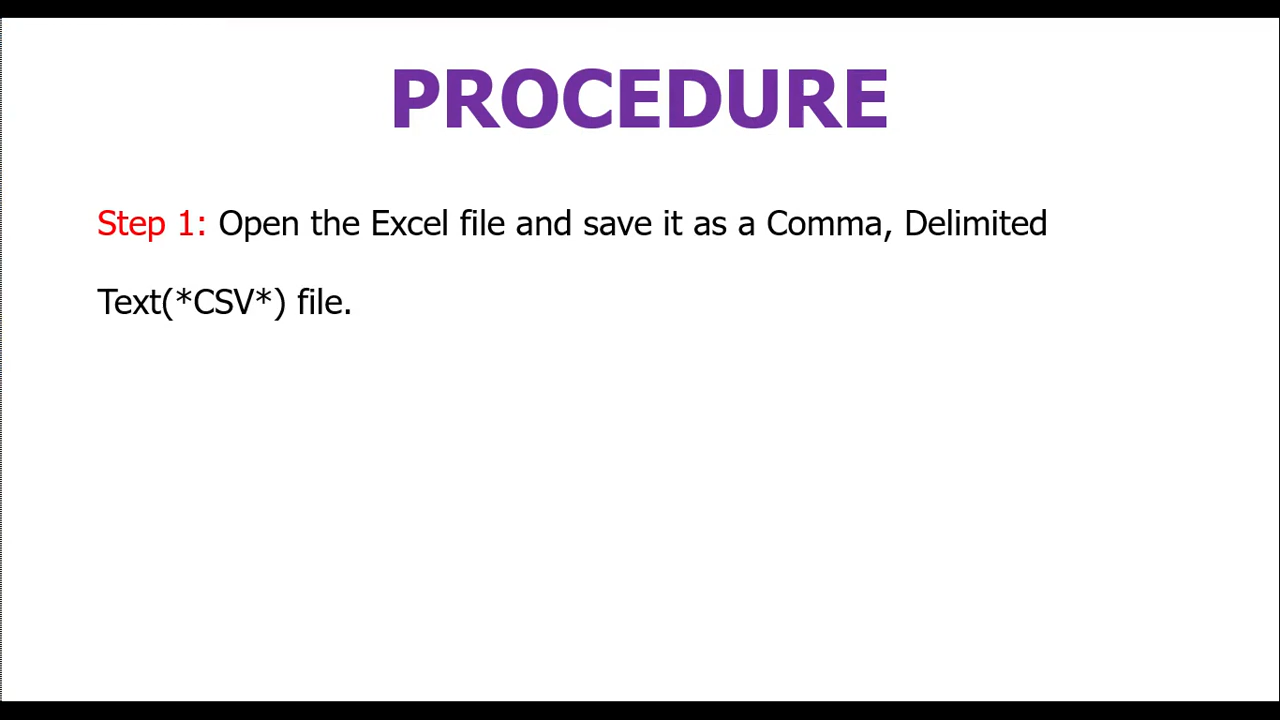 PROCEDURE
Step 1: Open the Excel file and save it as a Comma, Delimited
Text(*CSV*) file.